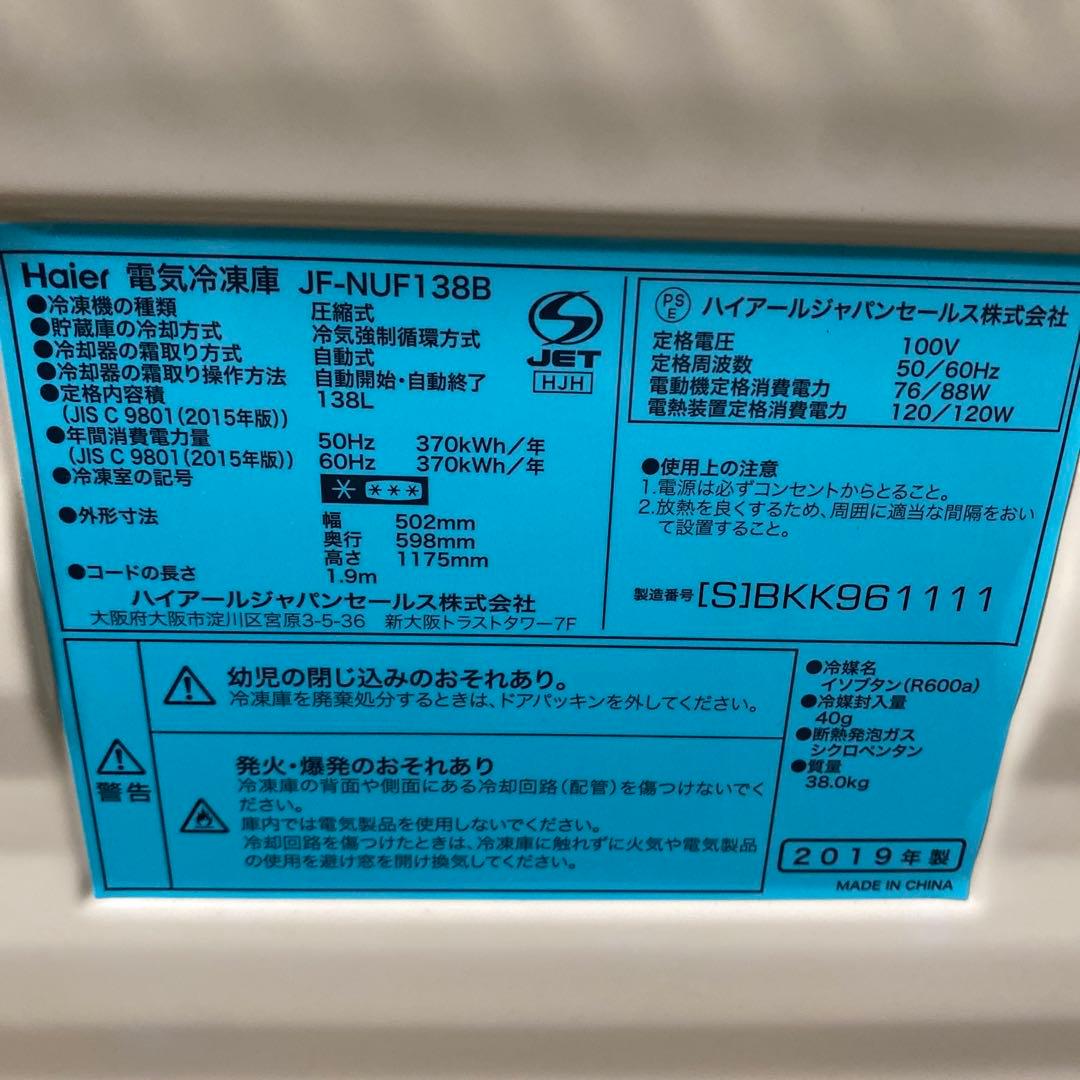 Haier 電気冷凍庫 JF-NUF138B
●冷凍機の種類 圧縮式
●貯蔵庫の冷却方式 冷気強制循環方式
●冷却器の霜取り方式 自動式
●冷却器の霜取り操作方法 自動開始・自動終了
●定格内容積 138L
(JIS C 9801(2015年版))
●年間消費電力量 50Hz 370kWh/年
(JIS C 9801(2015年版)) 60Hz 370kWh/年
●冷凍室の記号 * ***
●外形寸法 幅 502mm
奥行 598mm
高さ 1175mm
●コードの長さ 1.9m
ハイアールジャパンセールス株式会社
大阪府大阪市淀川区宮原3-5-36 新大阪トラストタワー7F
JET
HJH
PSE ハイアールジャパンセールス株式会社
定格電圧 100V
定格周波数 50/60Hz
電動機定格消費電力 76/88W
電熱装置定格消費電力 120/120W
●使用上の注意
1.電源は必ずコンセントからとること。
2.放熱を良くするため、周囲に適当な間隔をおい
て設置すること。
製造番号 [S]BKK961111
警告
幼児の閉じ込みのおそれあり。
冷凍庫を廃棄処分するときは、ドアパッキンを外してください。
発火・爆発のおそれあり
冷凍庫の背面や側面にある冷却回路(配管)を傷つけないでく
ださい。
庫内では電気製品を使用しないでください。
冷却回路を傷つけたときは、冷凍庫に触れずに火気や電気製品
の使用を避け窓を開け換気してください。
●冷媒名
イソブタン(R600a)
●冷媒封入量
40g
●断熱発泡ガス
シクロペンタン
●質量
38.0kg
2019年製
MADE IN CHINA